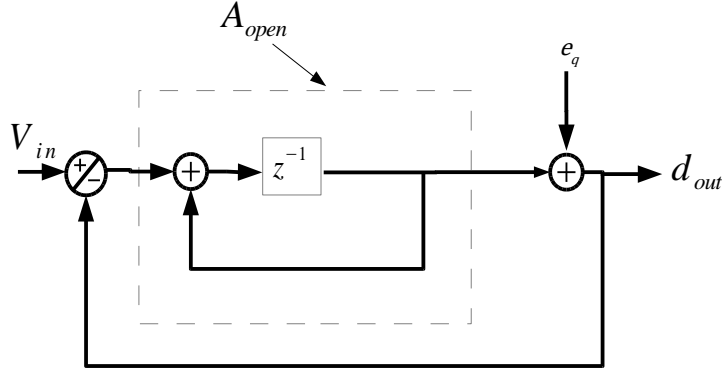 A_open
e_q
V_in
+
−
+
z^−1
+
d_out